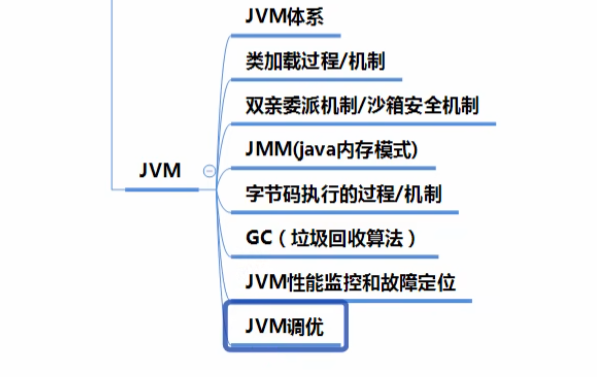 JVM体系
类加载过程/机制
双亲委派机制/沙箱安全机制
JMM(java内存模式)
JVM
字节码执行的过程/机制
GC（垃圾回收算法）
JVM性能监控和故障定位
JVM调优